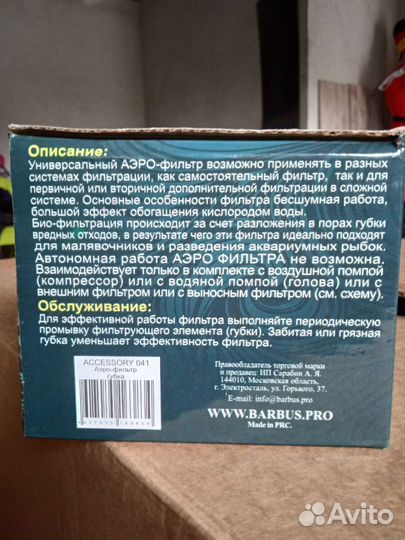 Описание:
Универсальный АЭРО-фильтр возможно применять в разных
системах фильтрации, как самостоятельный фильтр, так и для
первичной или вторичной дополнительной фильтрации в сложной
системе. Основные особенности фильтра бесшумная работа,
большой эффект обогащения кислородом воды.
Био-фильтрация происходит за счет разложения в порах губки
вредных отходов, в результате чего эти фильтра идеально подходят
для малявочников и разведения аквариумных рыбок.
Автономная работа АЭРО ФИЛЬТРА не возможна.
Взаимодействует только в комплекте с воздушной помпой
(компрессор) или с водяной помпой (голова) или с
внешним фильтром или с выносным фильтром (см. схему).
Обслуживание:
Для эффективной работы фильтра выполняйте периодическую
промывку фильтрующего элемента (губки). Забитая или грязная
губка уменьшает эффективность фильтра.
ACCESSORY 041
Аэро-фильтр
губка
Правообладатель торговой марки
и продавец: ИП Сарабин А. Я.
144010, Московская область,
г. Электросталь, ул. Горького, 37.
E-mail: info@barbus.pro
WWW.BARBUS.PRO
Made in PRC.
Avito